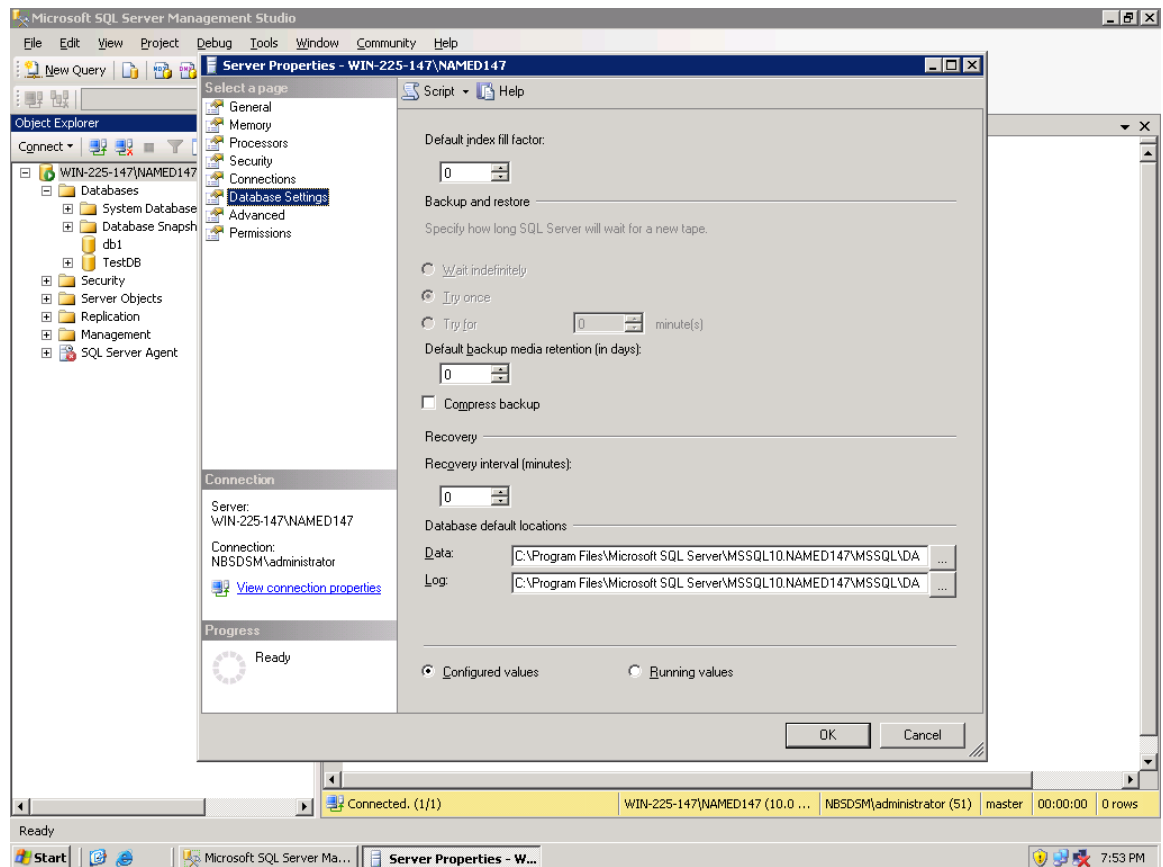 Microsoft SQL Server Management Studio
File Edit View Project Debug Tools Window Community Help
New Query
Server Properties - WIN-225-147\NAMED147
Select a page
General
Memory
Processors
Security
Connections
Database Settings
Advanced
Permissions
Script Help
Object Explorer
Connect
WIN-225-147\NAMED147
Databases
System Database
Database Snapsh
db1
TestDB
Security
Server Objects
Replication
Management
SQL Server Agent
Default index fill factor:
0
Backup and restore
Specify how long SQL Server will wait for a new tape.
Wait indefinitely
Try once
Try for 0 minute(s)
Default backup media retention (in days):
0
Compress backup
Recovery
Recovery interval (minutes):
0
Database default locations
Data: C:\Program Files\Microsoft SQL Server\MSSQL10.NAMED147\MSSQL\DA ...
Log: C:\Program Files\Microsoft SQL Server\MSSQL10.NAMED147\MSSQL\DA ...
Configured values Running values
Connection
Server:
WIN-225-147\NAMED147
Connection:
NBSDSM\administrator
View connection properties
Progress
Ready
OK Cancel
Connected. (1/1) WIN-225-147\NAMED147 (10.0 ... NBSDSM\administrator (51) master 00:00:00 0 rows
Ready
Start Microsoft SQL Server Ma... Server Properties - W... 7:53 PM